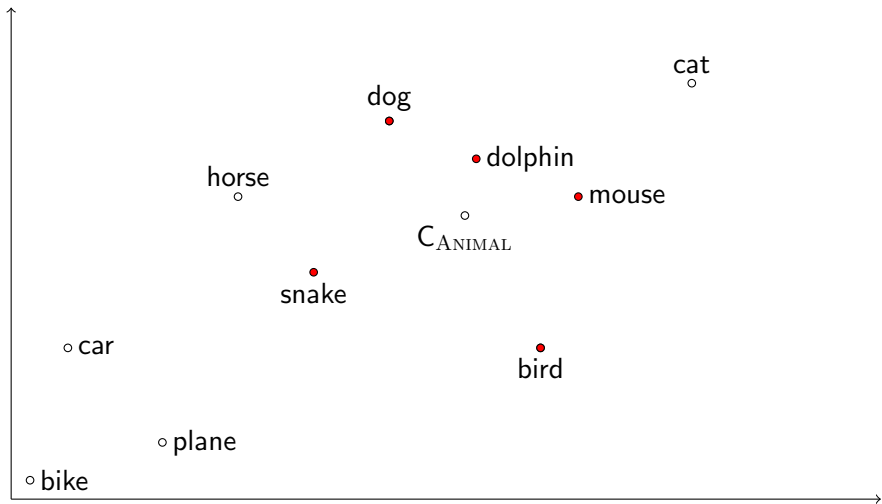 cat
dog
dolphin
horse
mouse
C_ANIMAL
snake
car
bird
plane
bike